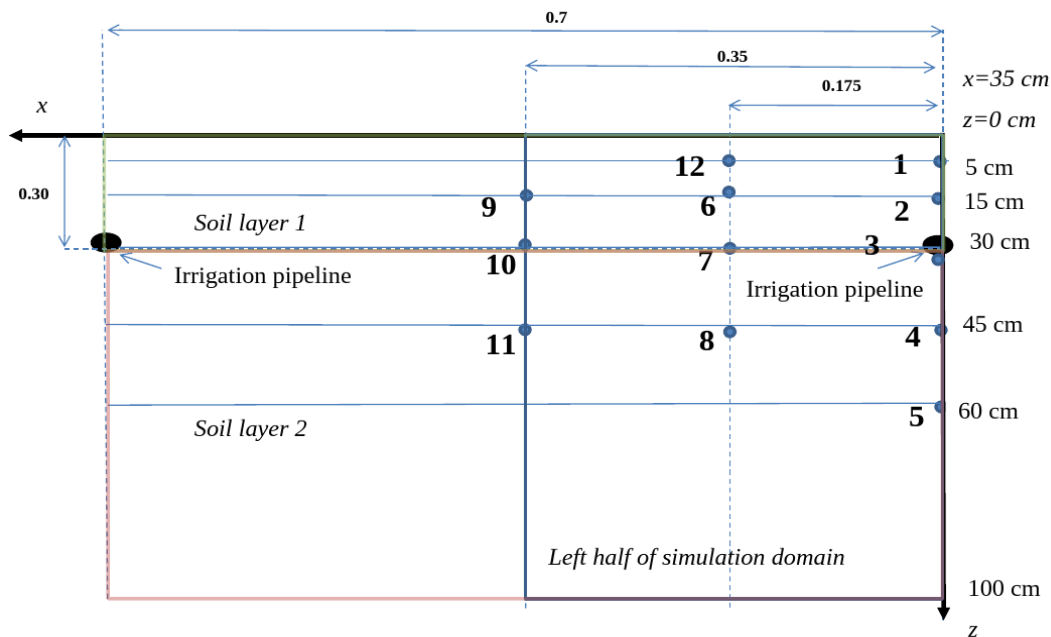 0.7
0.35
x=35 cm
0.175
x
z=0 cm
12
1
5 cm
0.30
9
6
2
15 cm
Soil layer 1
3
30 cm
10
7
Irrigation pipeline
Irrigation pipeline
45 cm
11
8
4
60 cm
5
Soil layer 2
Left half of simulation domain
100 cm
z